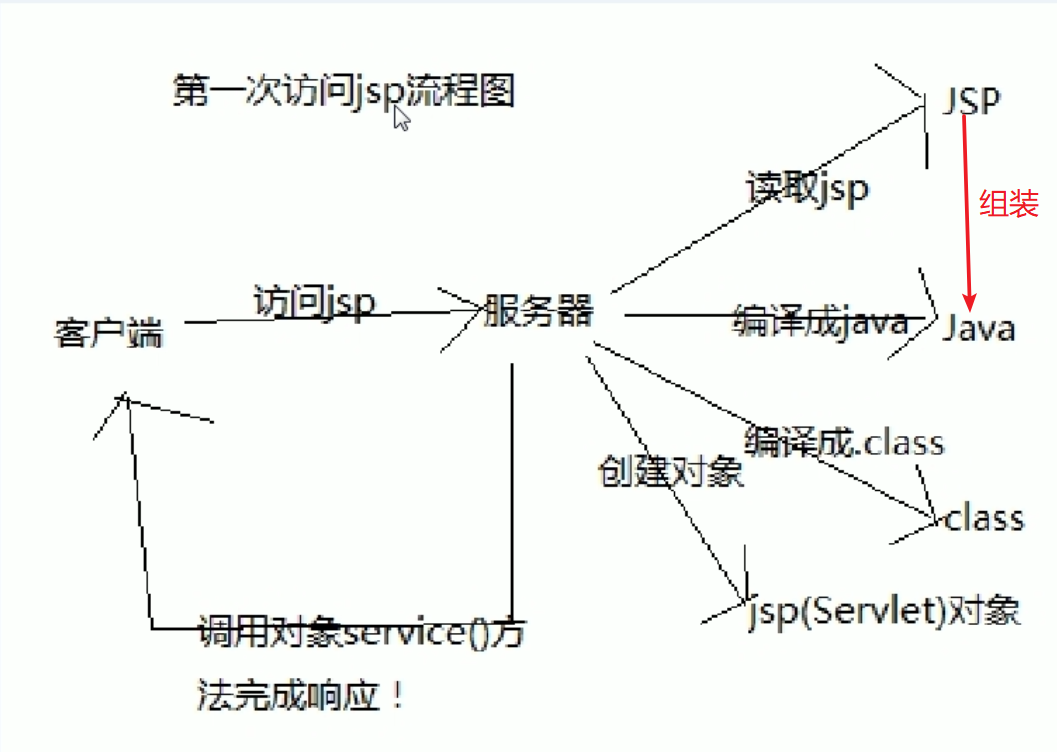 第一次访问jsp流程图
JSP
读取jsp
组装
访问jsp
服务器
编译成java
Java
客户端
编译成.class
创建对象
class
jsp(Servlet)对象
调用对象service()方
法完成响应！